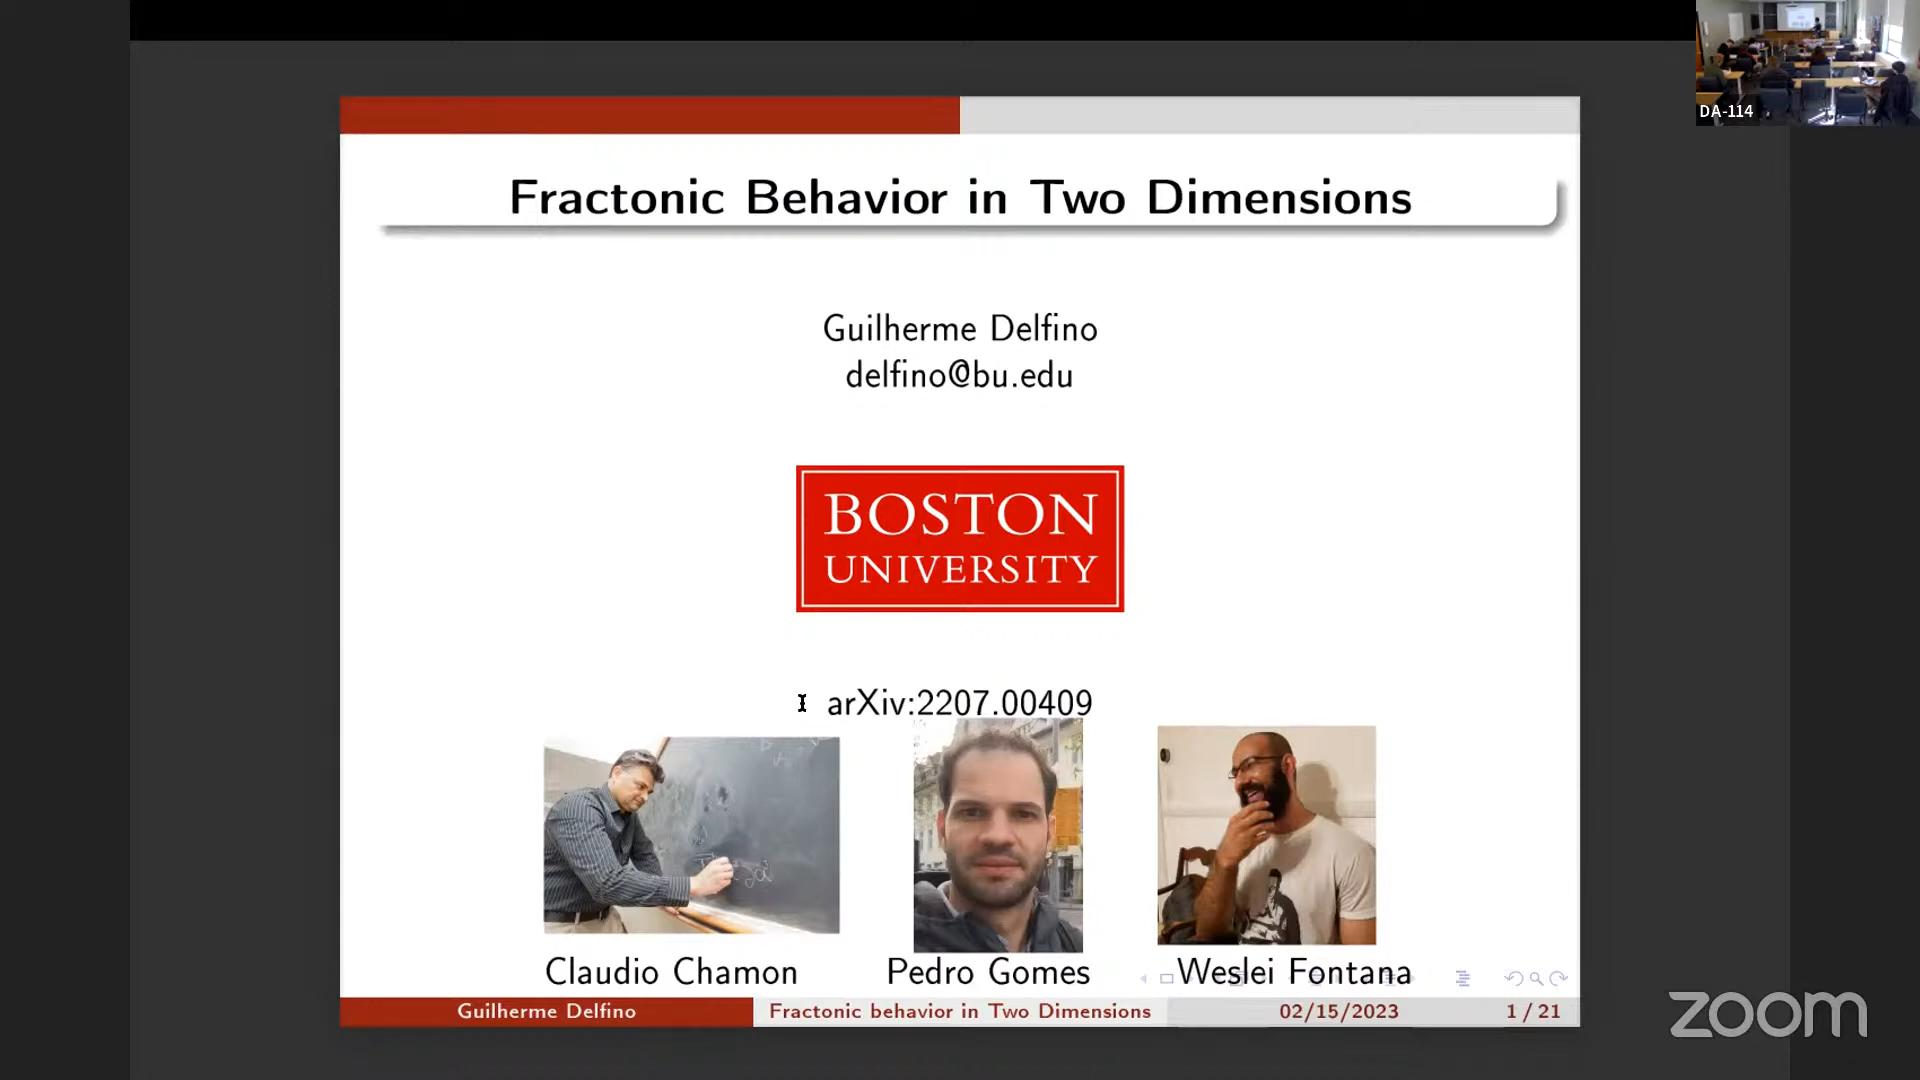 DA-114
Fractonic Behavior in Two Dimensions
Guilherme Delfino
delfino@bu.edu
BOSTON
UNIVERSITY
arXiv:2207.00409
Claudio Chamon
Pedro Gomes
Weslei Fontana
Guilherme Delfino
Fractonic behavior in Two Dimensions
02/15/2023
1 / 21
zoom